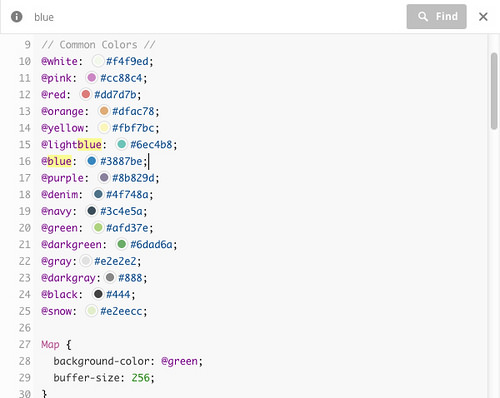 blue
Find
9 // Common Colors //
10 @white: #f4f9ed;
11 @pink: #cc88c4;
12 @red: #dd7d7b;
13 @orange: #dfac78;
14 @yellow: #fbf7bc;
15 @lightblue: #6ec4b8;
16 @blue: #3887be;
17 @purple: #8b829d;
18 @denim: #4f748a;
19 @navy: #3c4e5a;
20 @green: #afd37e;
21 @darkgreen: #6dad6a;
22 @gray: #e2e2e2;
23 @darkgray: #888;
24 @black: #444;
25 @snow: #e2eecc;
26
27 Map {
28 background-color: @green;
29 buffer-size: 256;
30 }